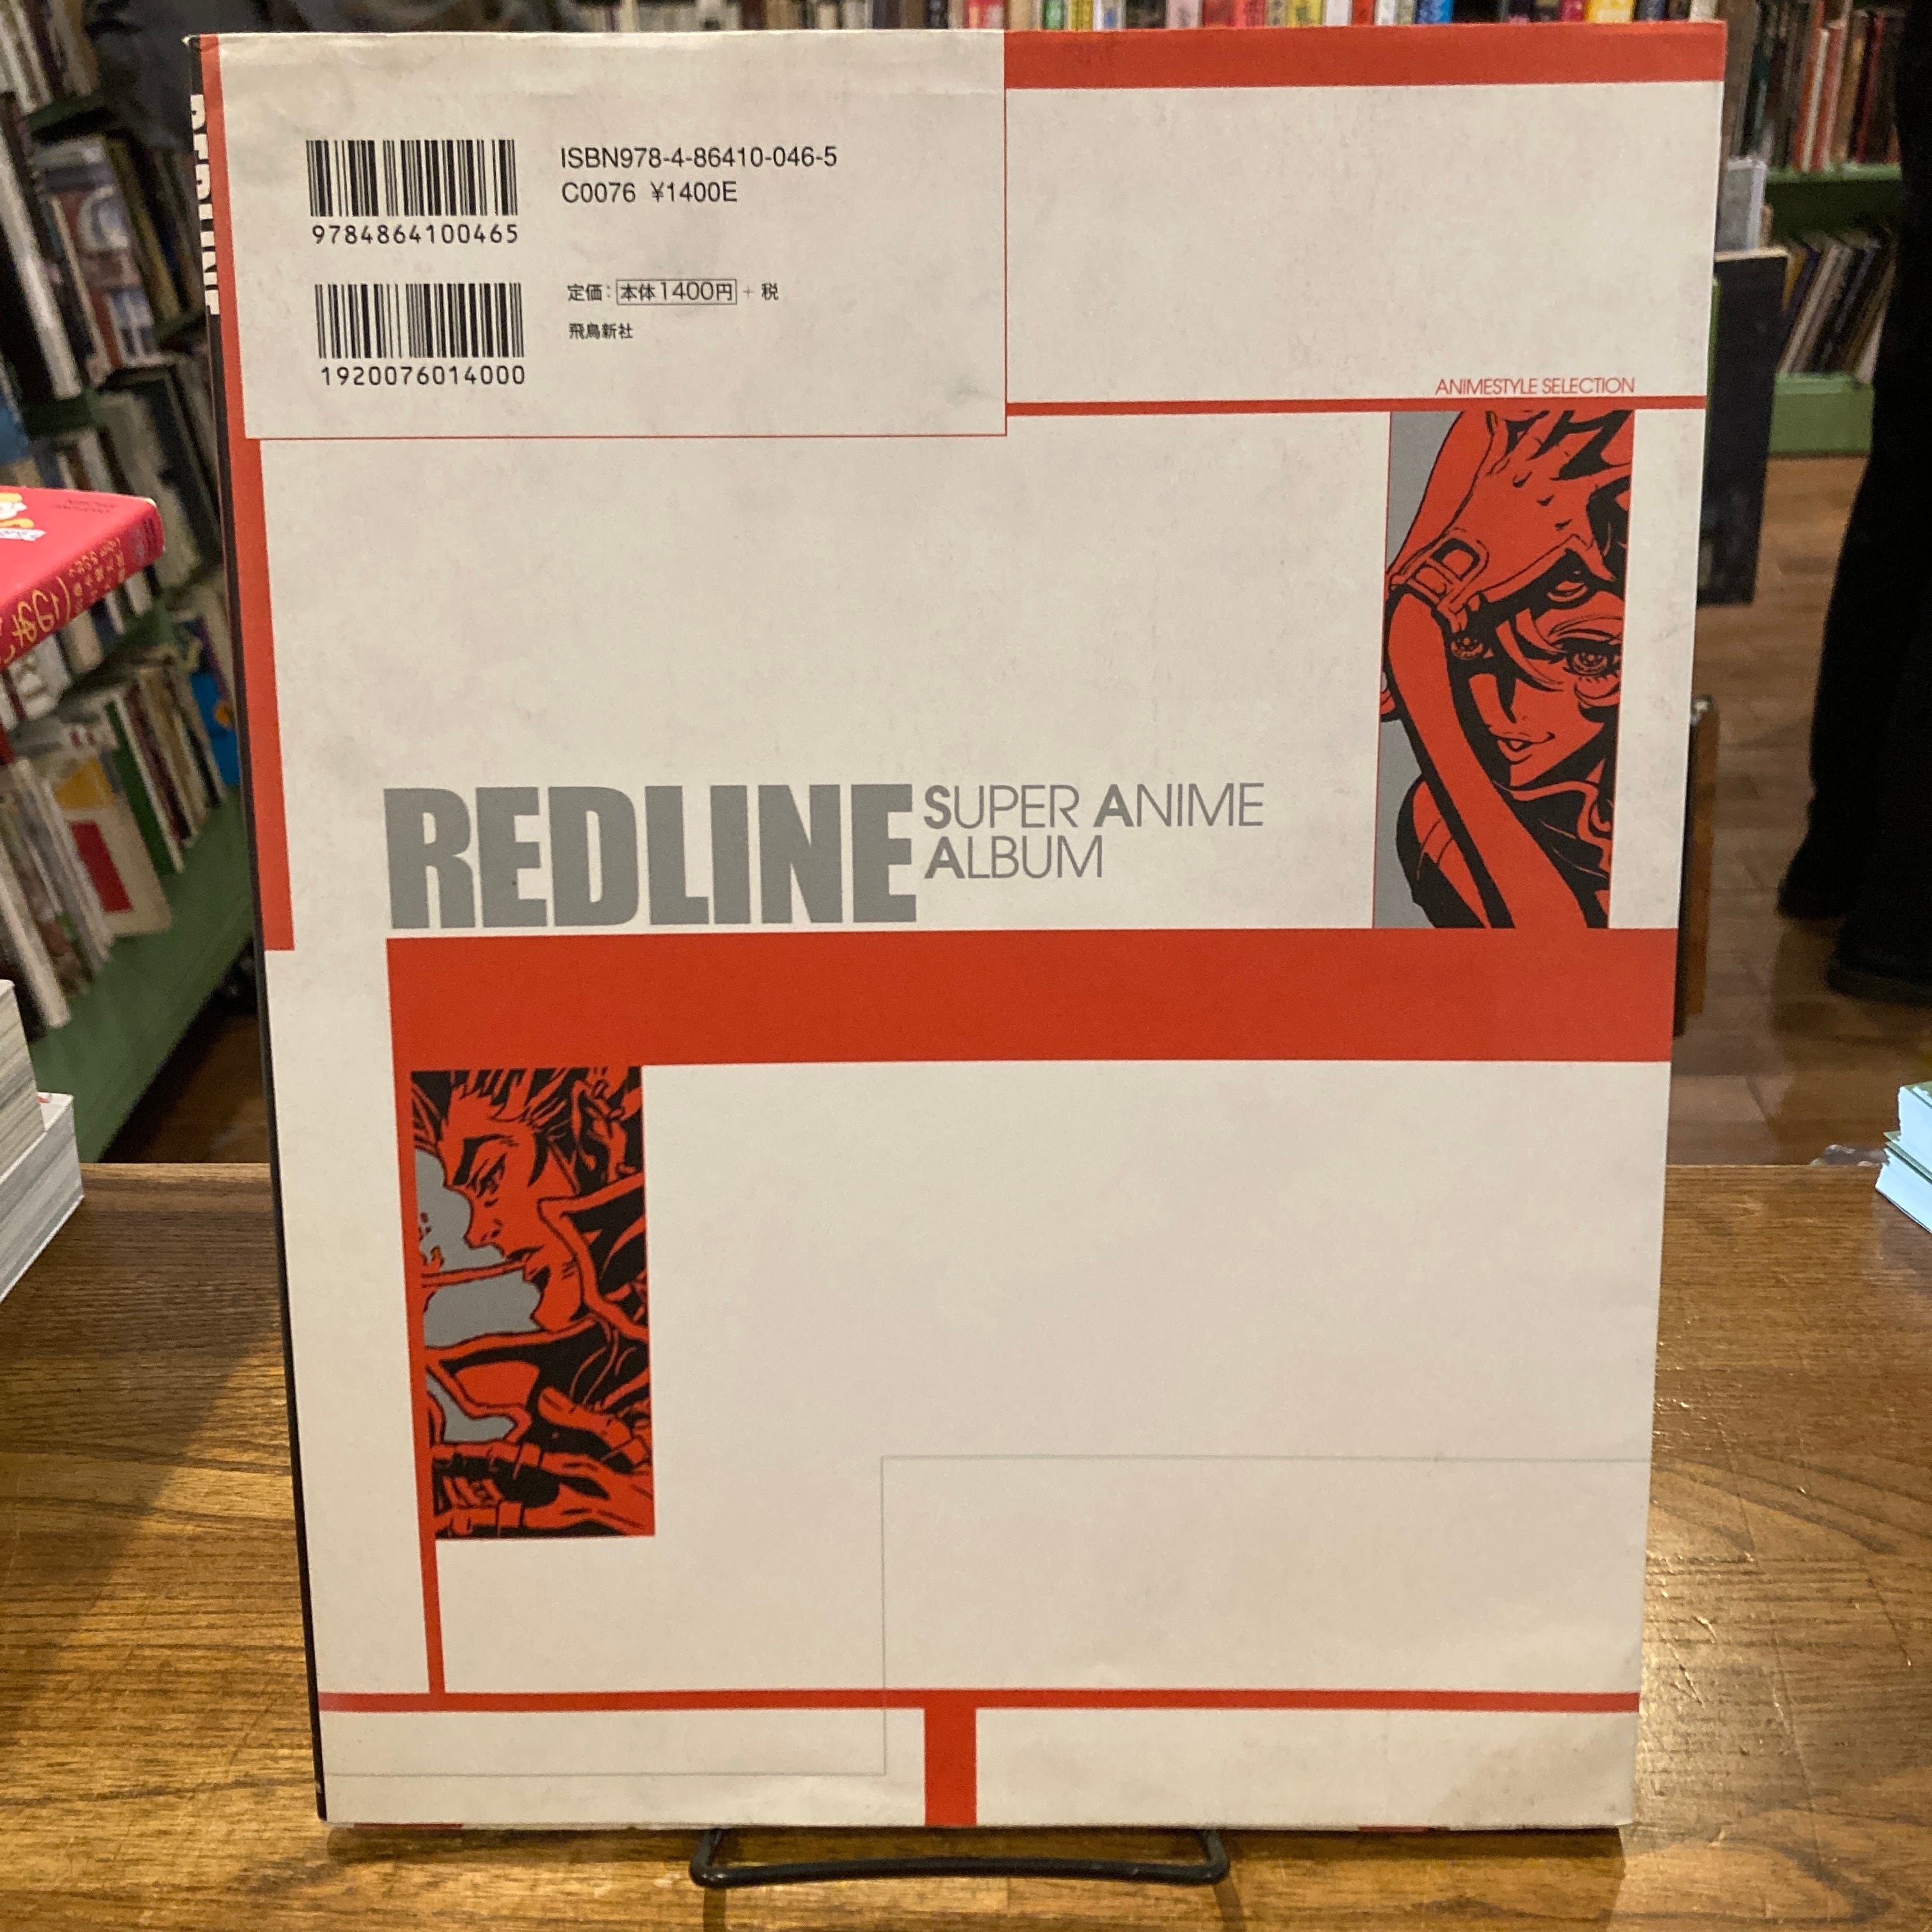 REDLINE
ISBN978-4-86410-046-5
C0076 ¥1400E
9784864100465
定価:本体1400円+税
飛鳥新社
1920076014000
ANIMESTYLE SELECTION
REDLINE
SUPER ANIME
ALBUM